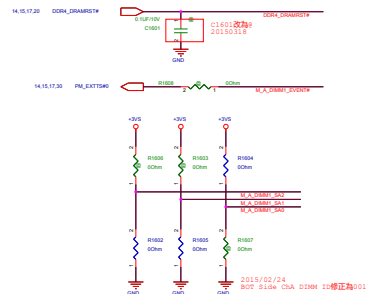 14,15,17,20 DDR4_DRAMRST# DDR4_DRAMRST#
0.1UF/10V
C1601
C1601改為#
20150318
GND
14,15,17,30 PM_EXTTS#0 R1608 0Ohm M_A_DIMM1_EVENT#
2 1
+3VS +3VS +3VS
R1606 R1603 R1604
0Ohm 0Ohm 0Ohm
M_A_DIMM1_SA2
M_A_DIMM1_SA1
M_A_DIMM1_SA0
R1602 R1605 R1607
0Ohm 0Ohm 0Ohm
GND GND GND
2015/02/24
BOT Side ChA DIMM ID修正為001